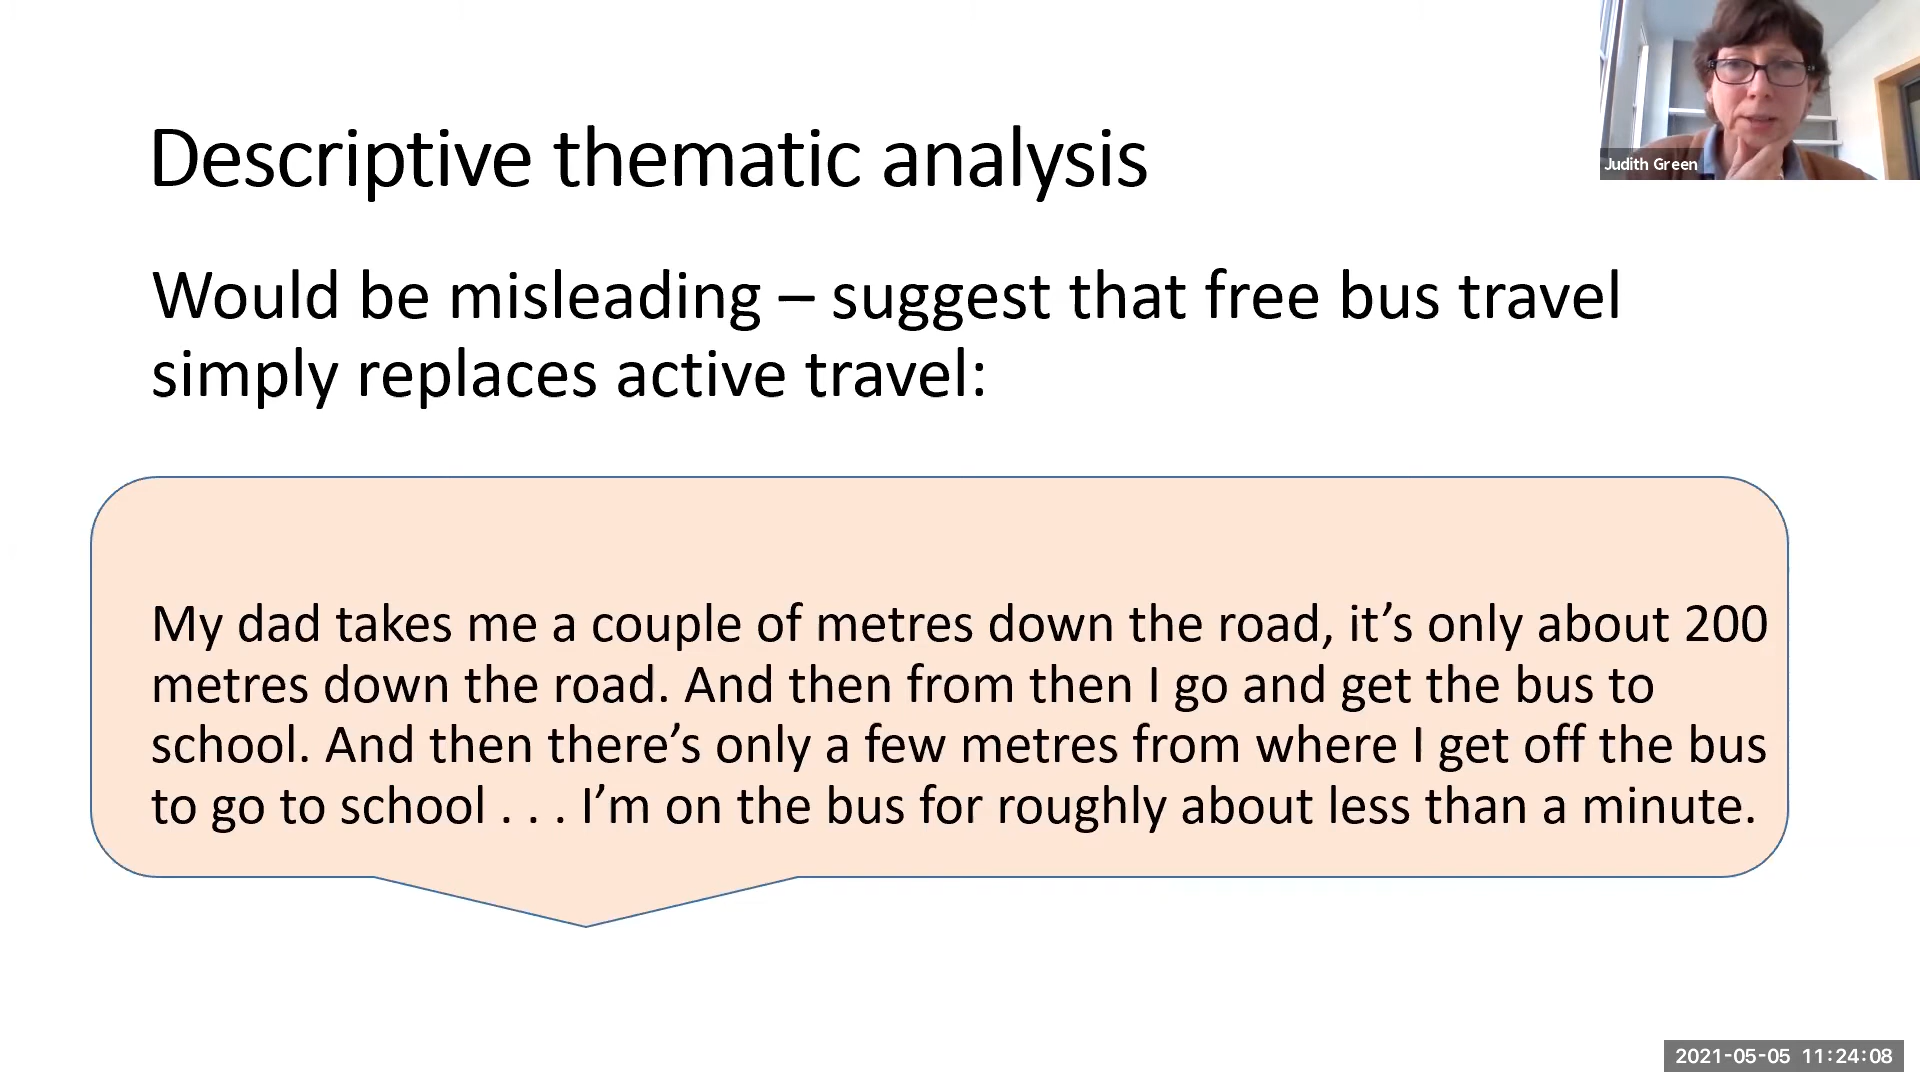 Judith Green
Descriptive thematic analysis
Would be misleading – suggest that free bus travel
simply replaces active travel:
My dad takes me a couple of metres down the road, it’s only about 200
metres down the road. And then from then I go and get the bus to
school. And then there’s only a few metres from where I get off the bus
to go to school . . . I’m on the bus for roughly about less than a minute.
2021-05-05 11:24:08